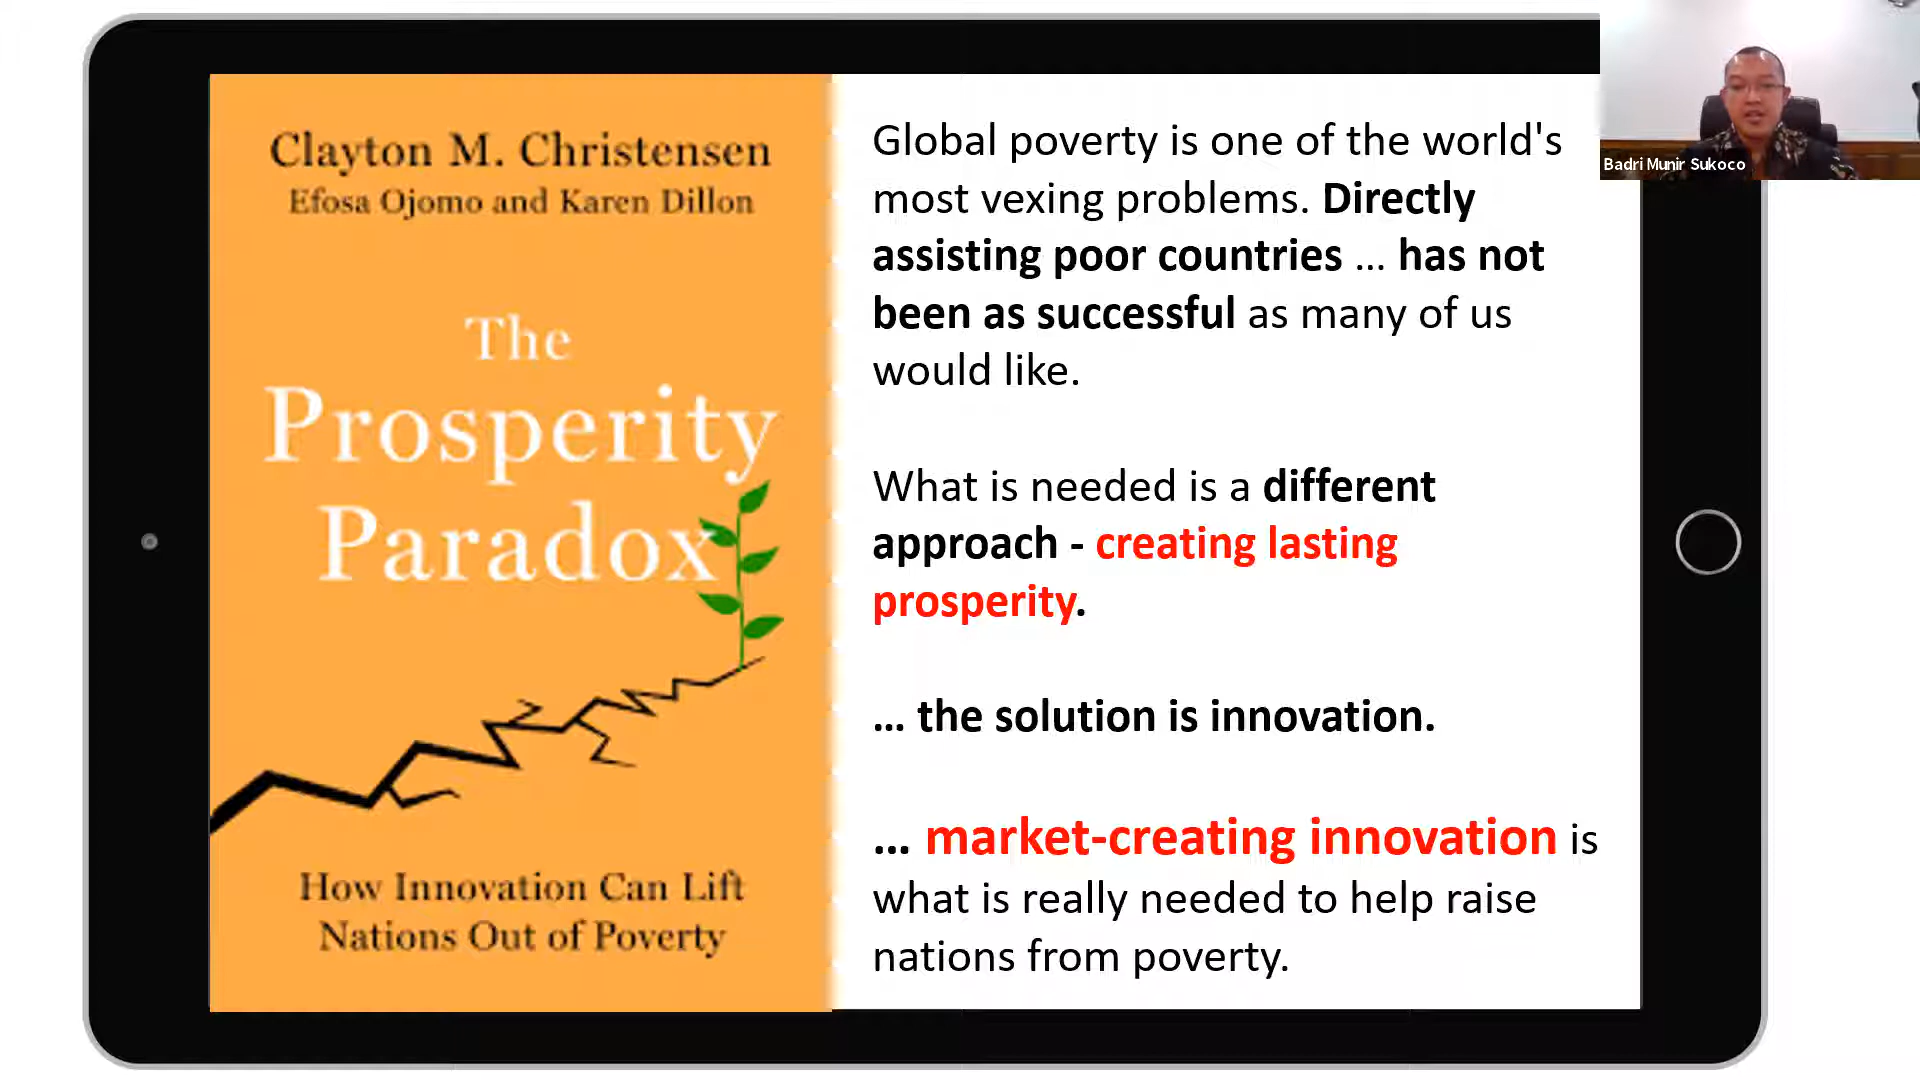 Clayton M. Christensen
Efosa Ojomo and Karen Dillon
The
Prosperity
Paradox
How Innovation Can Lift
Nations Out of Poverty
Global poverty is one of the world's
most vexing problems. Directly
assisting poor countries ... has not
been as successful as many of us
would like.
What is needed is a different
approach - creating lasting
prosperity.
... the solution is innovation.
... market-creating innovation is
what is really needed to help raise
nations from poverty.
Badri Munir Sukoco